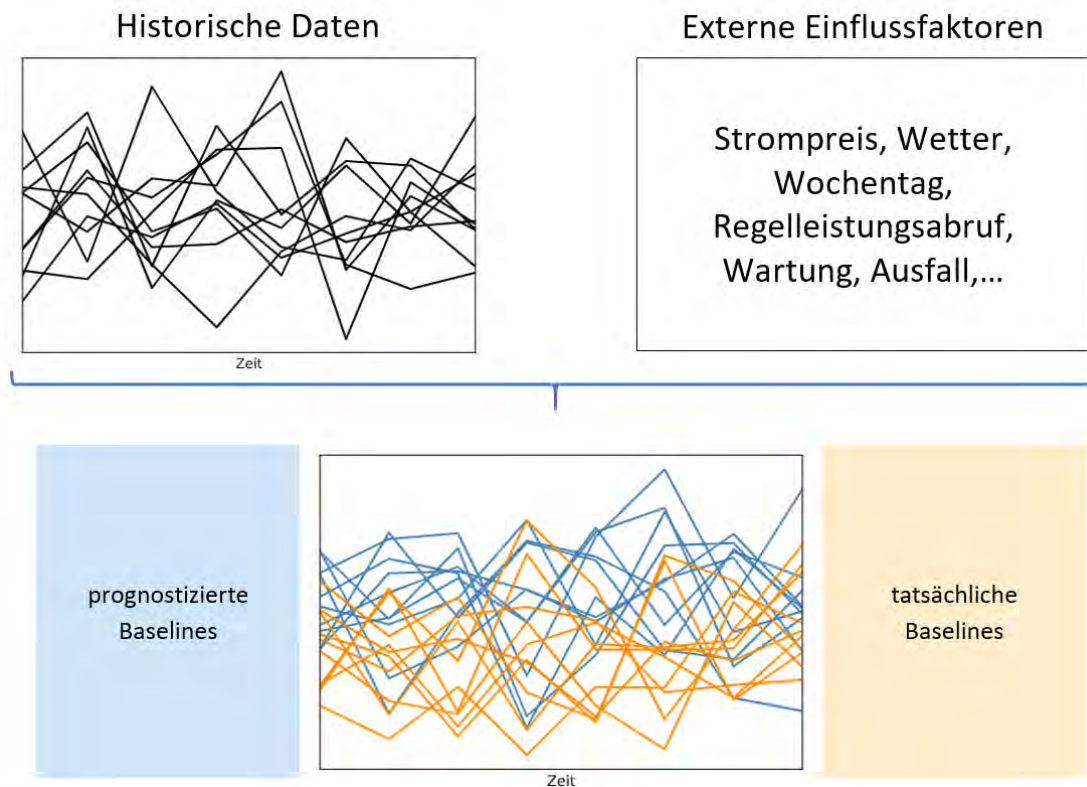 Historische Daten
Externe Einflussfaktoren
Strompreis, Wetter,
Wochentag,
Regelleistungsabruf,
Wartung, Ausfall,...
Zeit
prognostizierte
Baselines
tatsächliche
Baselines
Zeit